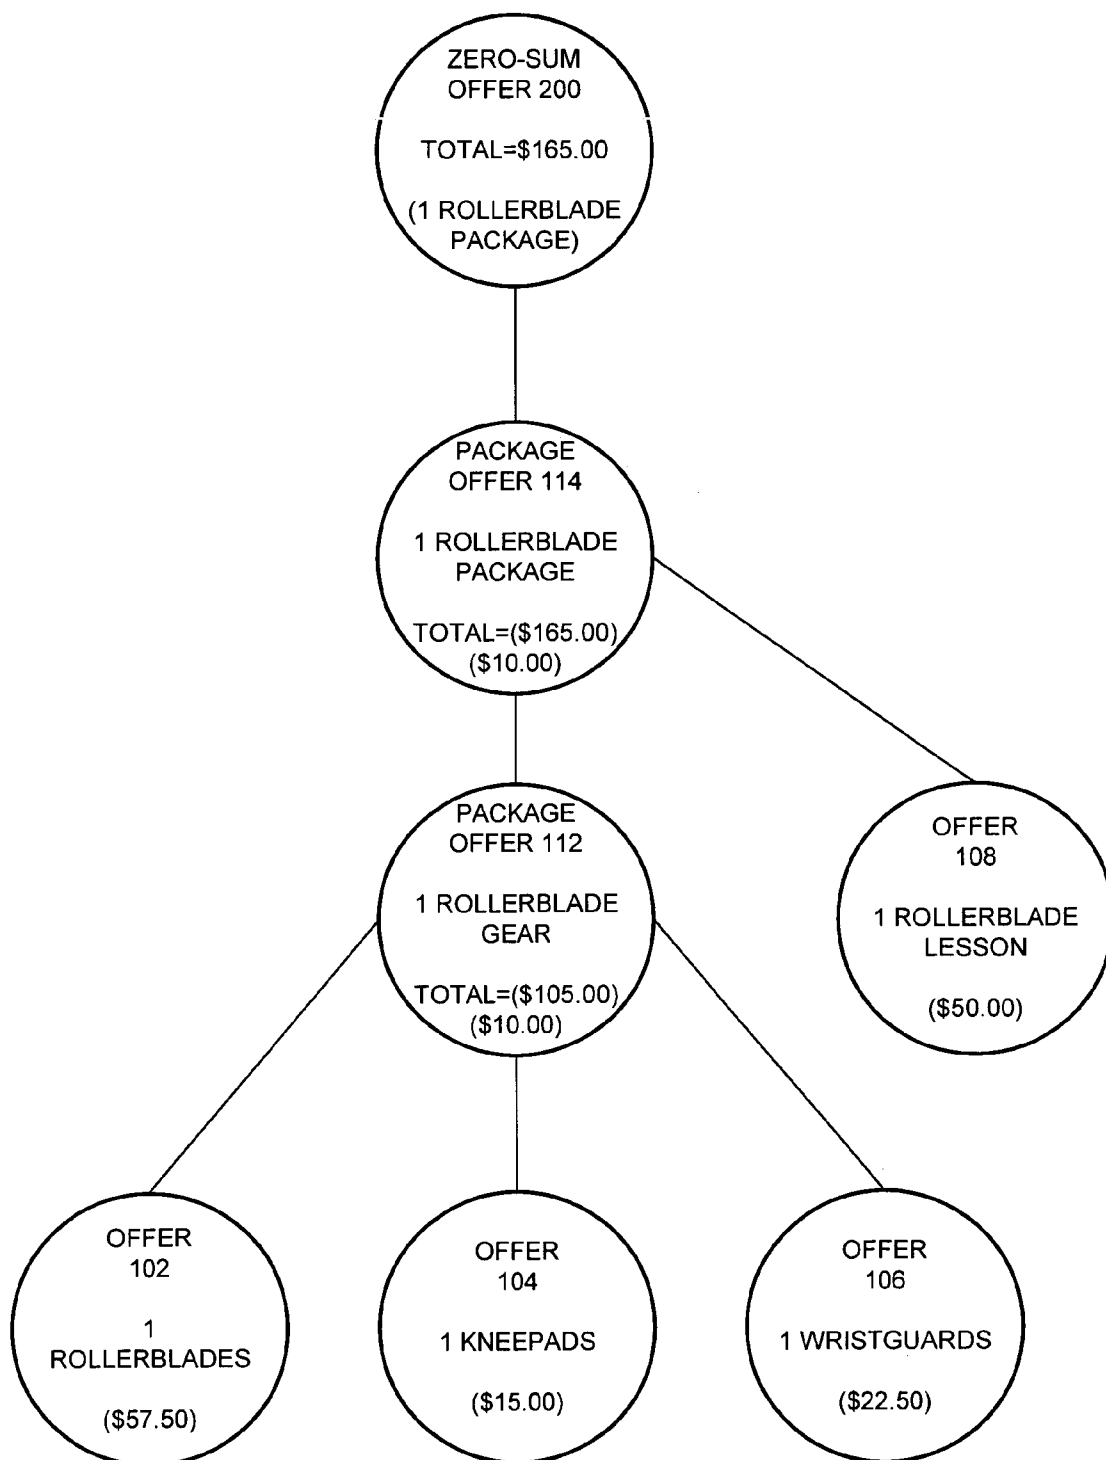 ZERO-SUM
OFFER 200
TOTAL=$165.00
(1 ROLLERBLADE
PACKAGE)
PACKAGE
OFFER 114
1 ROLLERBLADE
PACKAGE
TOTAL=($165.00)
($10.00)
PACKAGE
OFFER 112
1 ROLLERBLADE
GEAR
TOTAL=($105.00)
($10.00)
OFFER
108
1 ROLLERBLADE
LESSON
($50.00)
OFFER
102
1
ROLLERBLADES
($57.50)
OFFER
104
1 KNEEPADS
($15.00)
OFFER
106
1 WRISTGUARDS
($22.50)